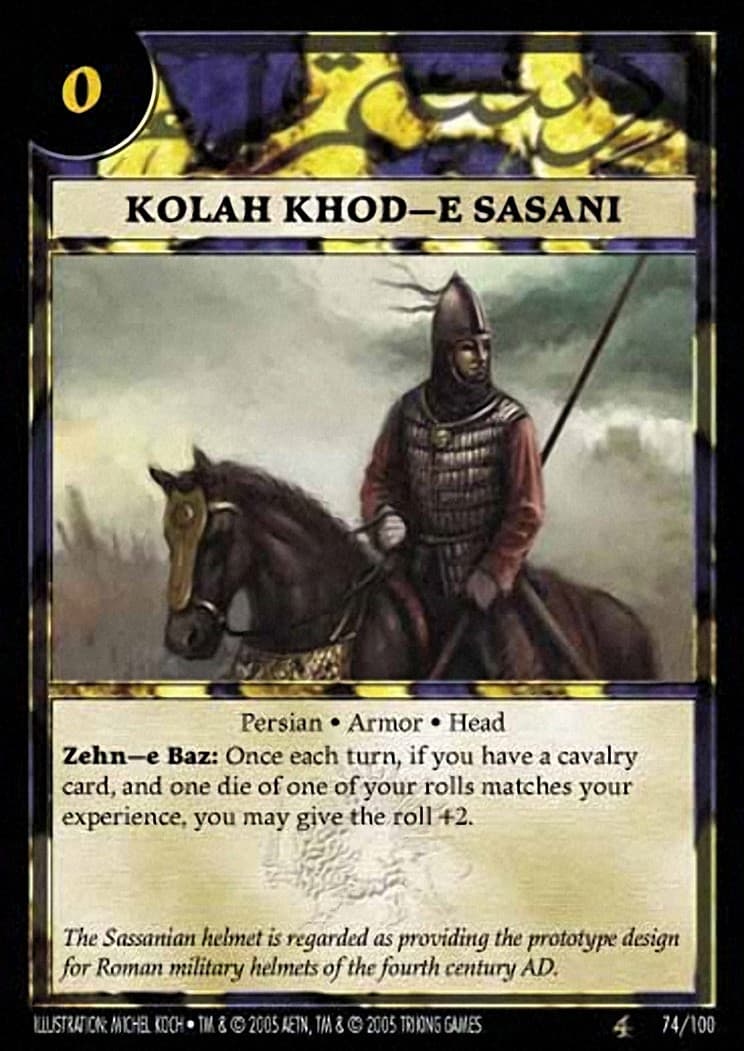 0
رستم
KOLAH KHOD–E SASANI
Persian • Armor • Head
Zehn–e Baz: Once each turn, if you have a cavalry
card, and one die of one of your rolls matches your
experience, you may give the roll +2.
The Sassanian helmet is regarded as providing the prototype design
for Roman military helmets of the fourth century AD.
ILLUSTRATION: MICHEL KOCH • TM & © 2005 AETN, TM & © 2005 TRIKING GAMES
4 74/100